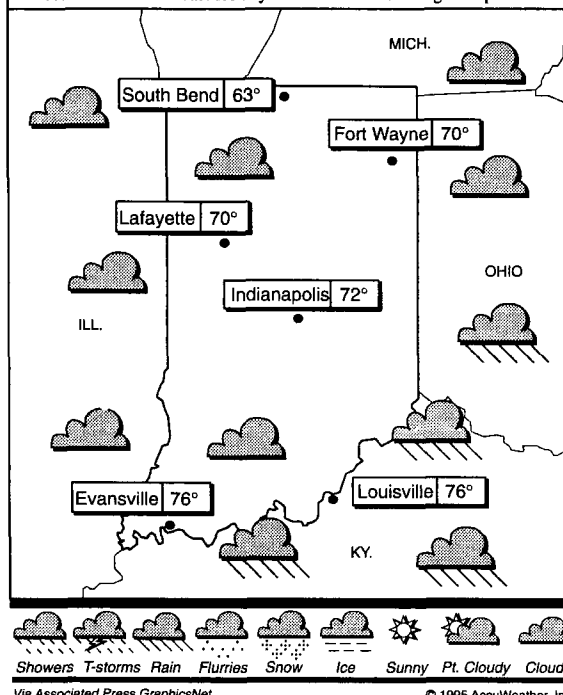 MICH.
South Bend 63°
Fort Wayne 70°
Lafayette 70°
OHIO
Indianapolis 72°
ILL.
Evansville 76°
Louisville 76°
KY.
Showers T-storms Rain Flurries Snow Ice Sunny Pt. Cloudy
Via Associated Press GraphicsNet
© 1995 AccuWeather,